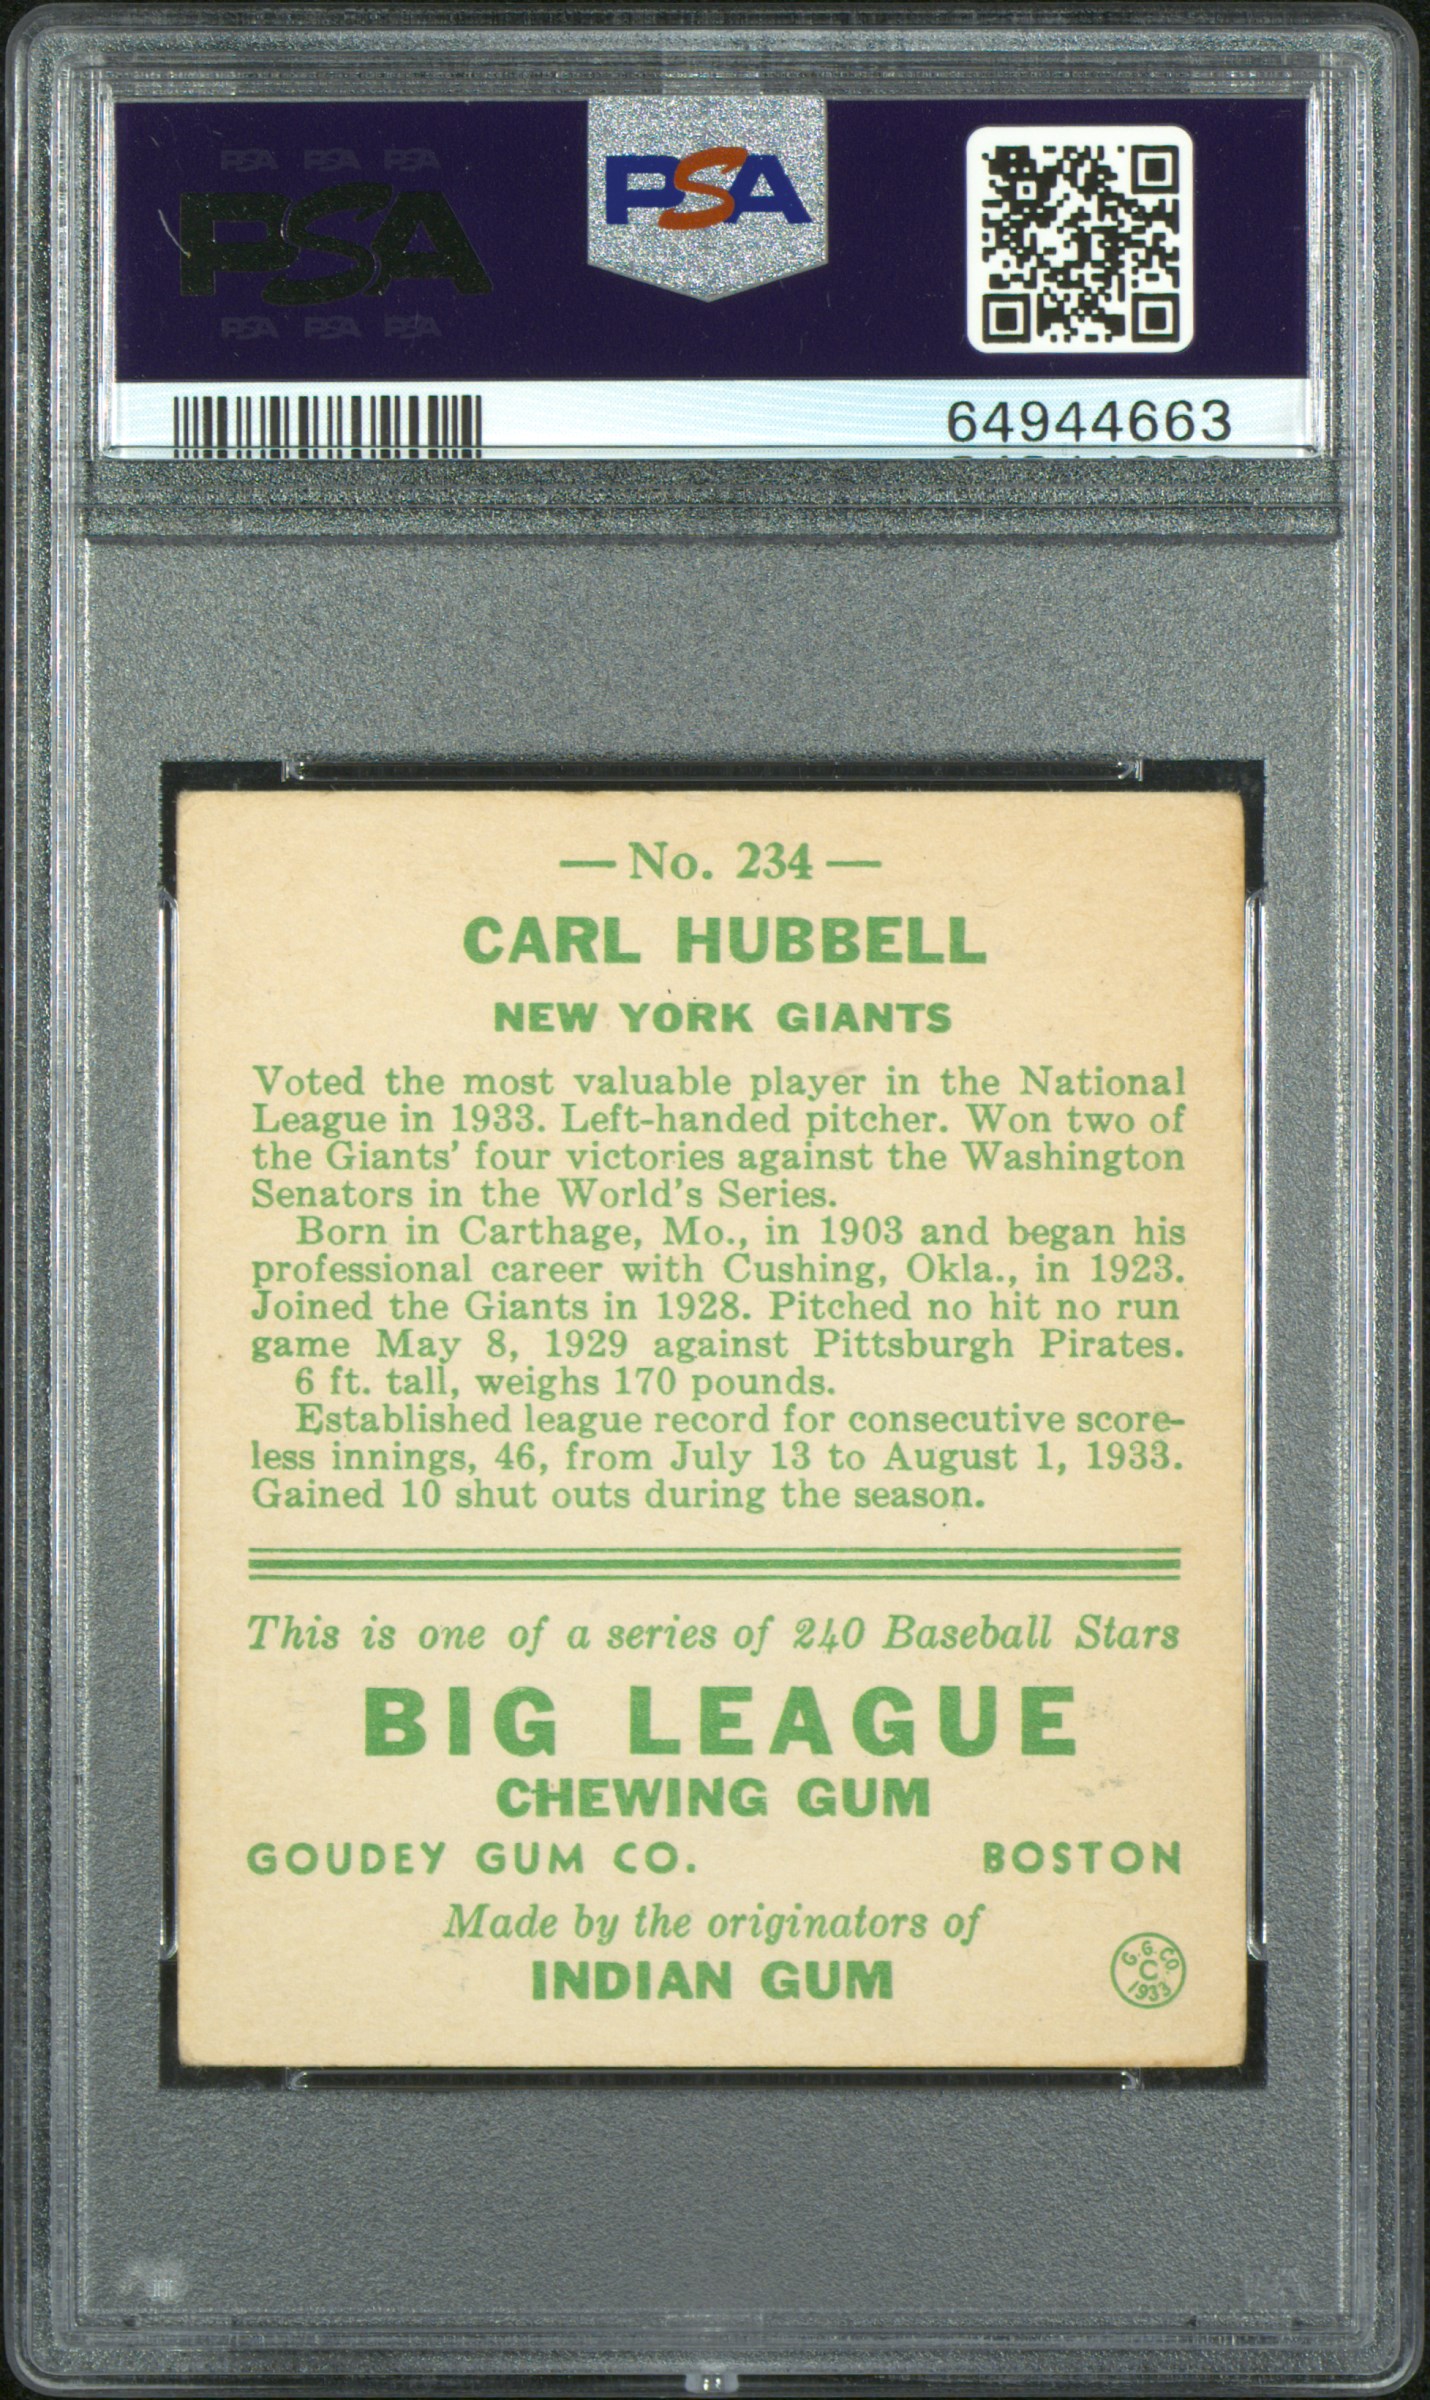 PSA PSA PSA
PSA
PSA PSA PSA
PSA
64944663
— No. 234 —
CARL HUBBELL
NEW YORK GIANTS
Voted the most valuable player in the National
League in 1933. Left-handed pitcher. Won two of
the Giants' four victories against the Washington
Senators in the World's Series.
Born in Carthage, Mo., in 1903 and began his
professional career with Cushing, Okla., in 1923.
Joined the Giants in 1928. Pitched no hit no run
game May 8, 1929 against Pittsburgh Pirates.
6 ft. tall, weighs 170 pounds.
Established league record for consecutive score-
less innings, 46, from July 13 to August 1, 1933.
Gained 10 shut outs during the season.
This is one of a series of 240 Baseball Stars
BIG LEAGUE
CHEWING GUM
GOUDEY GUM CO. BOSTON
Made by the originators of
INDIAN GUM
G. G. CO.
C
1933